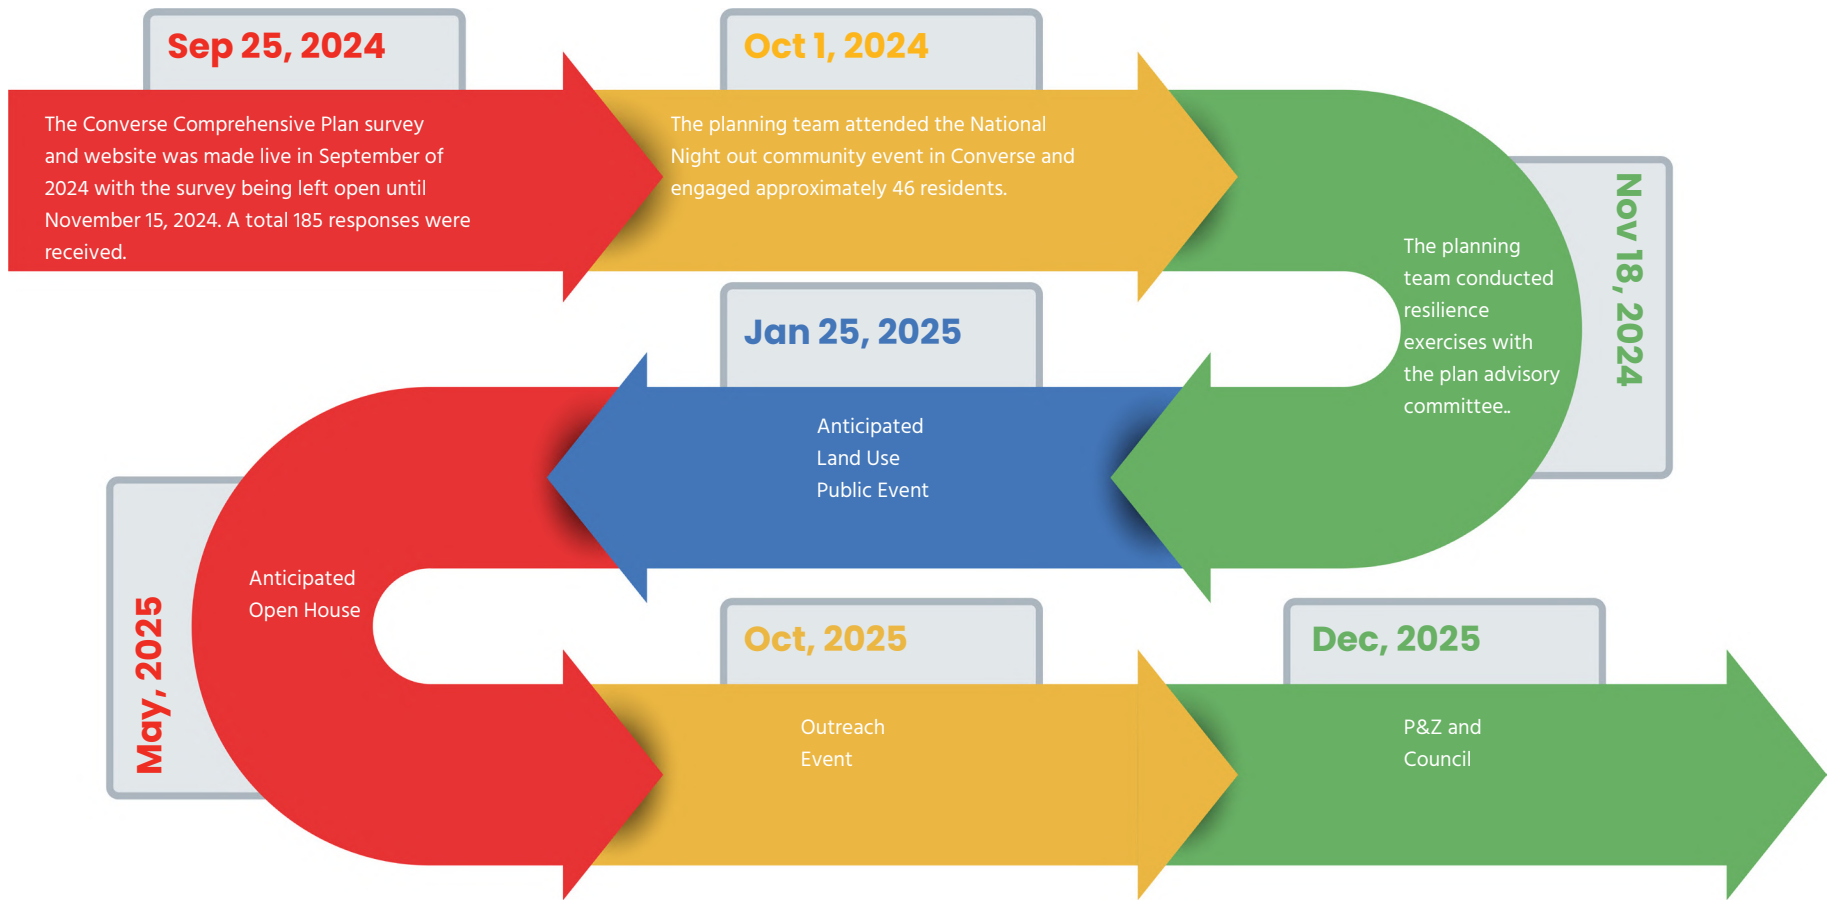 Sep 25, 2024
The Converse Comprehensive Plan survey
and website was made live in September of
2024 with the survey being left open until
November 15, 2024. A total 185 responses were
received.
Oct 1, 2024
The planning team attended the National
Night out community event in Converse and
engaged approximately 46 residents.
Nov 18, 2024
The planning
team conducted
resilience
exercises with
the plan advisory
committee..
Jan 25, 2025
Anticipated
Land Use
Public Event
May, 2025
Anticipated
Open House
Oct, 2025
Outreach
Event
Dec, 2025
P&Z and
Council